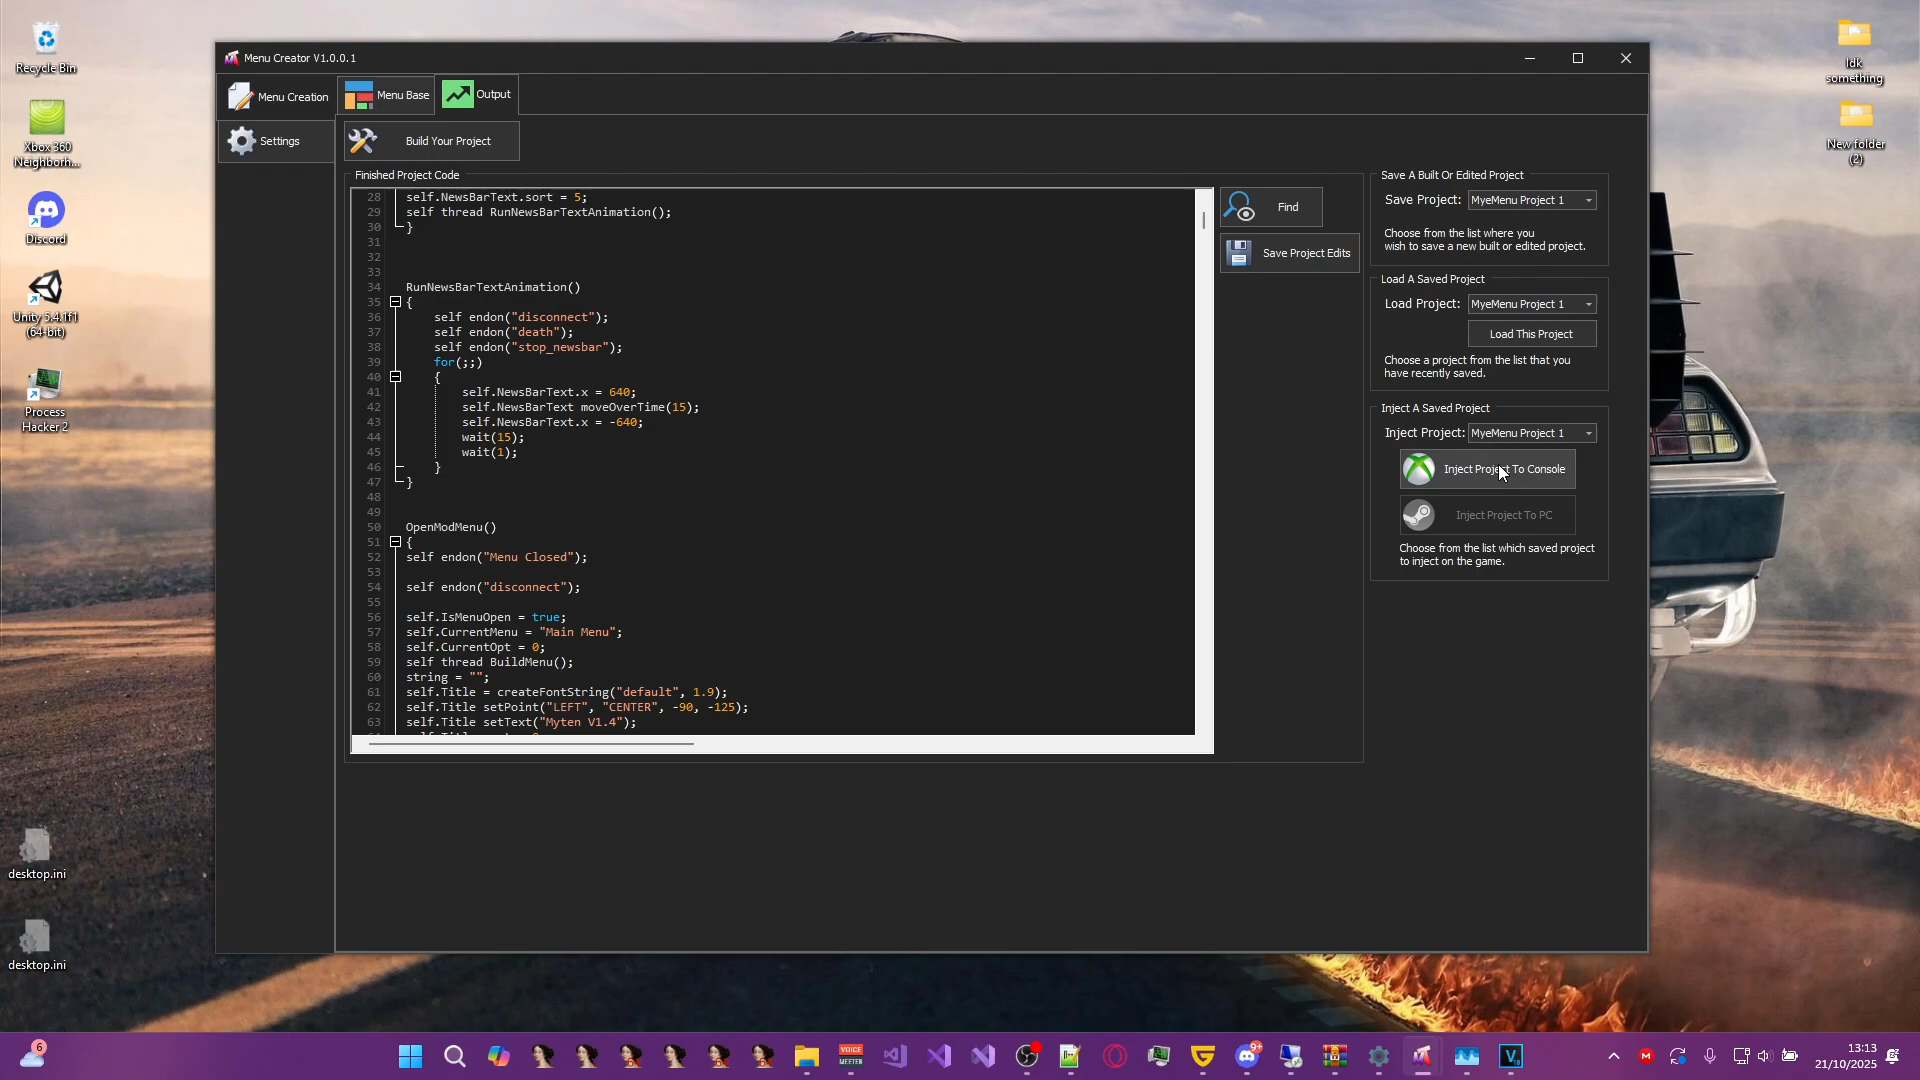 Recycle Bin
Xbox 360
Neighborh...
Discord
Unity 5.4.1f1
(64-bit)
Process
Hacker 2
desktop.ini
desktop.ini
Idk
something
New folder
(2)
Menu Creator V1.0.0.1
Menu Creation
Menu Base
Output
Settings
Build Your Project
Finished Project Code
28 self.NewsBarText.sort = 5;
29 self thread RunNewsBarTextAnimation();
30 }
31
32
33
34 RunNewsBarTextAnimation()
35 {
36 self endon("disconnect");
37 self endon("death");
38 self endon("stop_newsbar");
39 for(;;)
40 {
41 self.NewsBarText.x = 640;
42 self.NewsBarText moveOverTime(15);
43 self.NewsBarText.x = -640;
44 wait(15);
45 wait(1);
46 }
47 }
48
49
50 OpenModMenu()
51 {
52 self endon("Menu Closed");
53
54 self endon("disconnect");
55
56 self.IsMenuOpen = true;
57 self.CurrentMenu = "Main Menu";
58 self.CurrentOpt = 0;
59 self thread BuildMenu();
60 string = "";
61 self.Title = createFontString("default", 1.9);
62 self.Title setPoint("LEFT", "CENTER", -90, -125);
63 self.Title setText("Myten V1.4");
Find
Save Project Edits
Save A Built Or Edited Project
Save Project: MyeMenu Project 1
Choose from the list where you
wish to save a new built or edited project.
Load A Saved Project
Load Project: MyeMenu Project 1
Load This Project
Choose a project from the list that you
have recently saved.
Inject A Saved Project
Inject Project: MyeMenu Project 1
Inject Project To Console
Inject Project To PC
Choose from the list which saved project
to inject on the game.
6
VOICE
MEETER
9+
13:13
21/10/2025